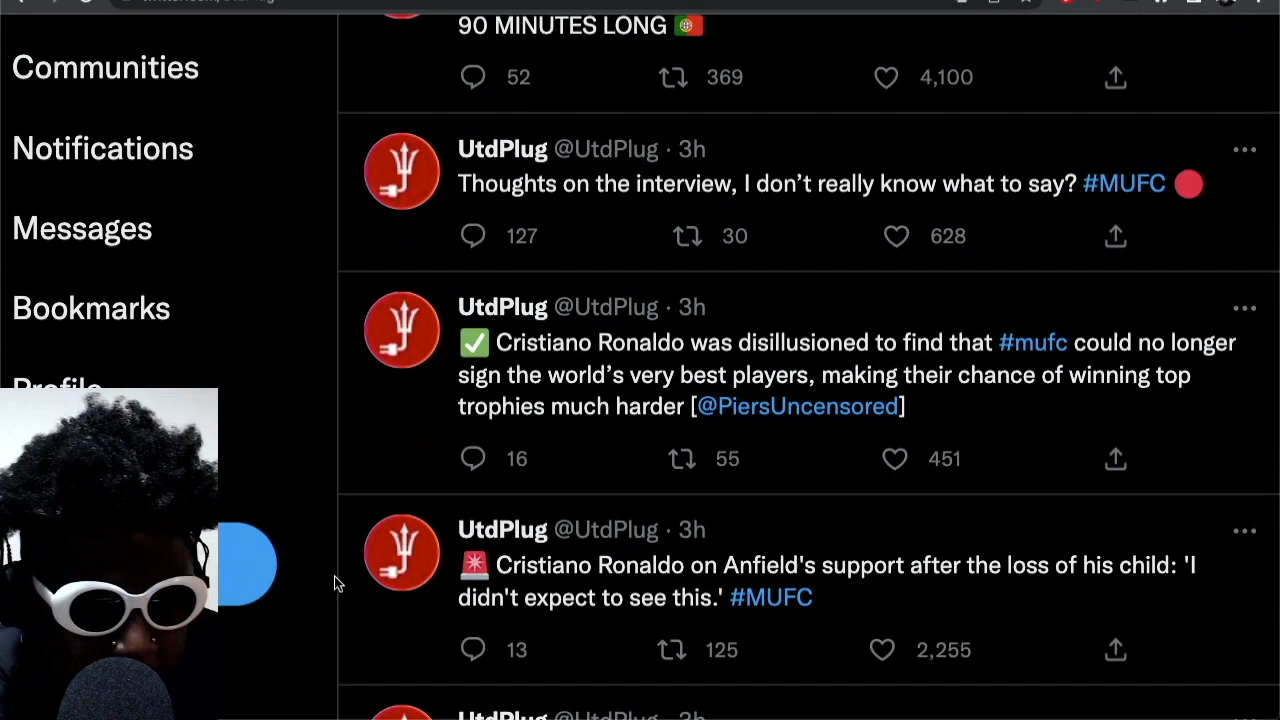 90 MINUTES LONG 🇵🇹
52 369 4,100
Communities
Notifications
Messages
Bookmarks
Profile
UtdPlug @UtdPlug · 3h
Thoughts on the interview, I don’t really know what to say? #MUFC 🔴
127 30 628
UtdPlug @UtdPlug · 3h
✅ Cristiano Ronaldo was disillusioned to find that #mufc could no longer
sign the world’s very best players, making their chance of winning top
trophies much harder [@PiersUncensored]
16 55 451
UtdPlug @UtdPlug · 3h
🚨 Cristiano Ronaldo on Anfield's support after the loss of his child: 'I
didn't expect to see this.' #MUFC
13 125 2,255
UtdPlug @UtdPlug · 3h